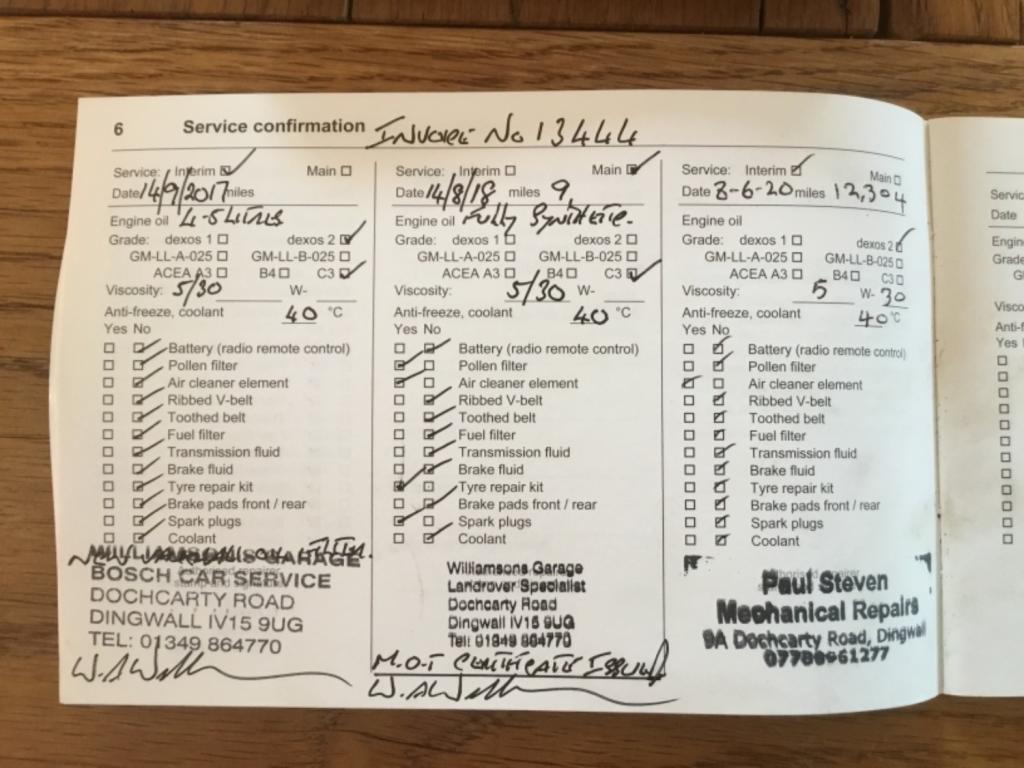 6 Service confirmation INVOICE No 13444
Service: Interim Main
Date 14/9/2017 miles
Engine oil 4-5 Litres
Grade: dexos 1 dexos 2
GM-LL-A-025 GM-LL-B-025
ACEA A3 B4 C3
Viscosity: 5/30 W-
Anti-freeze, coolant 40 °C
Yes No
Battery (radio remote control)
Pollen filter
Air cleaner element
Ribbed V-belt
Toothed belt
Fuel filter
Transmission fluid
Brake fluid
Tyre repair kit
Brake pads front / rear
Spark plugs
Coolant
GARAGE
BOSCH CAR SERVICE
DOCHCARTY ROAD
DINGWALL IV15 9UG
TEL: 01349 864770
Service: Interim Main
Date 14/8/18 miles 9,
Engine oil Fully Synthetic.
Grade: dexos 1 dexos 2
GM-LL-A-025 GM-LL-B-025
ACEA A3 B4 C3
Viscosity: 5/30 W-
Anti-freeze, coolant 40 °C
Yes No
Battery (radio remote control)
Pollen filter
Air cleaner element
Ribbed V-belt
Toothed belt
Fuel filter
Transmission fluid
Brake fluid
Tyre repair kit
Brake pads front / rear
Spark plugs
Coolant
Williamsons Garage
Landrover Specialist
Dochcarty Road
Dingwall IV15 9UG
Tel: 01349 864770
M.O.T CERTIFICATE ISSUED
Service: Interim Main
Date 8-6-20 miles 12,304
Engine oil
Grade: dexos 1 dexos 2
GM-LL-A-025 GM-LL-B-025
ACEA A3 B4 C3
Viscosity: 5 W- 30
Anti-freeze, coolant 40 °C
Yes No
Battery (radio remote control)
Pollen filter
Air cleaner element
Ribbed V-belt
Toothed belt
Fuel filter
Transmission fluid
Brake fluid
Tyre repair kit
Brake pads front / rear
Spark plugs
Coolant
Paul Steven
Mechanical Repairs
9A Dochcarty Road, Dingwall
07780961277
Servic
Date
Engin
Grade
Visco
Anti-f
Yes